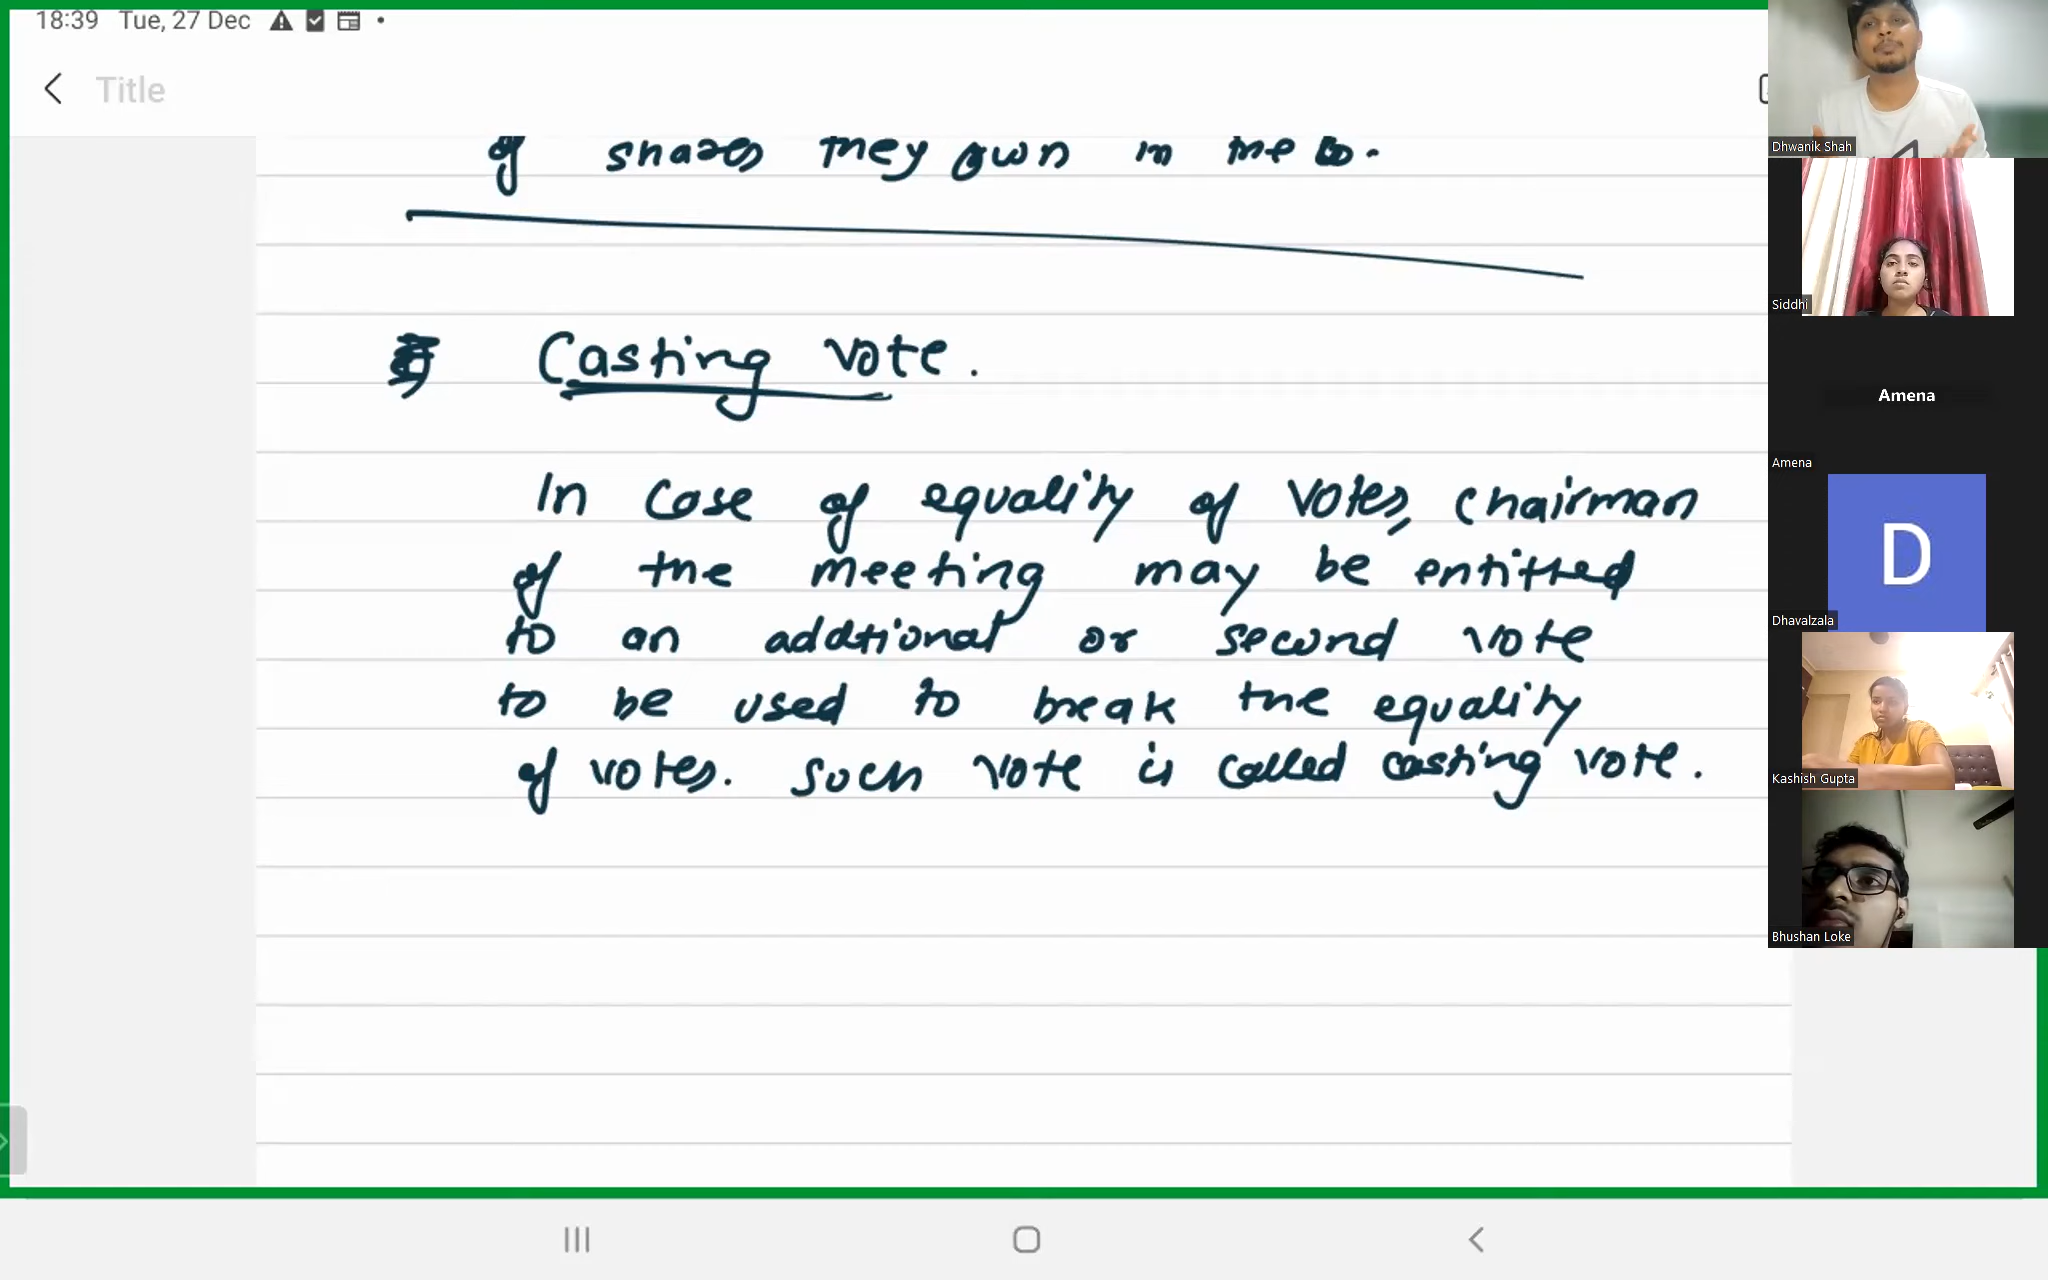 18:39 Tue, 27 Dec
Title
of shares they own in the Co.
Casting vote.
In case of equality of votes, chairman
of the meeting may be entitled
to an addtional or second vote
to be used to break the equality
of votes. Such vote is called casting vote.
Dhwanik Shah
Siddhi
Amena
Amena
D
Dhavalzala
Kashish Gupta
Bhushan Loke